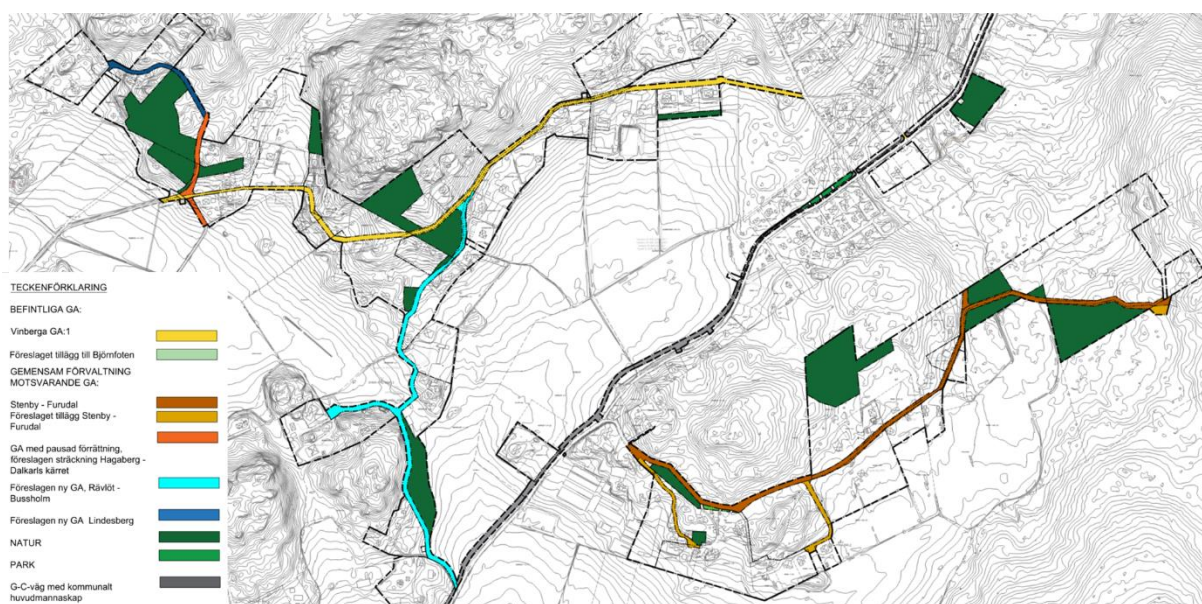 TECKENFÖRKLARING
BEFINTLIGA GA:
Vinberga GA:1
Föreslaget tillägg till Björnfoten
GEMENSAM FÖRVALTNING
MOTSVARANDE GA:
Stenby - Furudal
Föreslaget tillägg Stenby -
Furudal
GA med pausad förrättning,
föreslagen sträckning Hagaberg -
Dalkarls kärret
Föreslagen ny GA, Rävlöt -
Bussholm
Föreslagen ny GA Lindesberg
NATUR
PARK
G-C-väg med kommunalt
huvudmannaskap